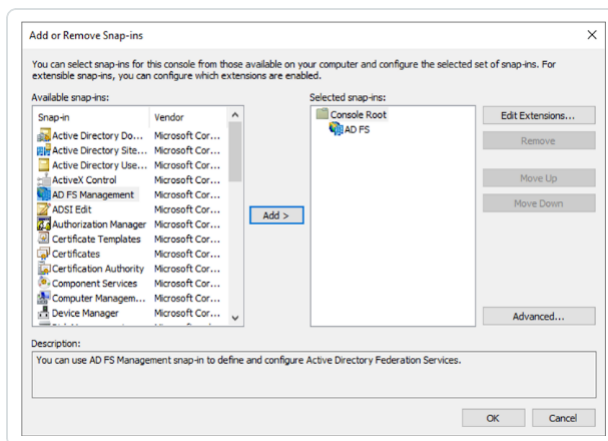 Add or Remove Snap-ins
You can select snap-ins for this console from those available on your computer and configure the selected set of snap-ins. For
extensible snap-ins, you can configure which extensions are enabled.
Available snap-ins:
Snap-in Vendor
Active Directory Do... Microsoft Cor...
Active Directory Site... Microsoft Cor...
Active Directory Use... Microsoft Cor...
ActiveX Control Microsoft Cor...
AD FS Management Microsoft Cor...
ADSI Edit Microsoft Cor...
Authorization Manager Microsoft Cor...
Certificate Templates Microsoft Cor...
Certificates Microsoft Cor...
Certification Authority Microsoft Cor...
Component Services Microsoft Cor...
Computer Managem... Microsoft Cor...
Device Manager Microsoft Cor...
Add >
Selected snap-ins:
Console Root
AD FS
Edit Extensions...
Remove
Move Up
Move Down
Advanced...
Description:
You can use AD FS Management snap-in to define and configure Active Directory Federation Services.
OK Cancel